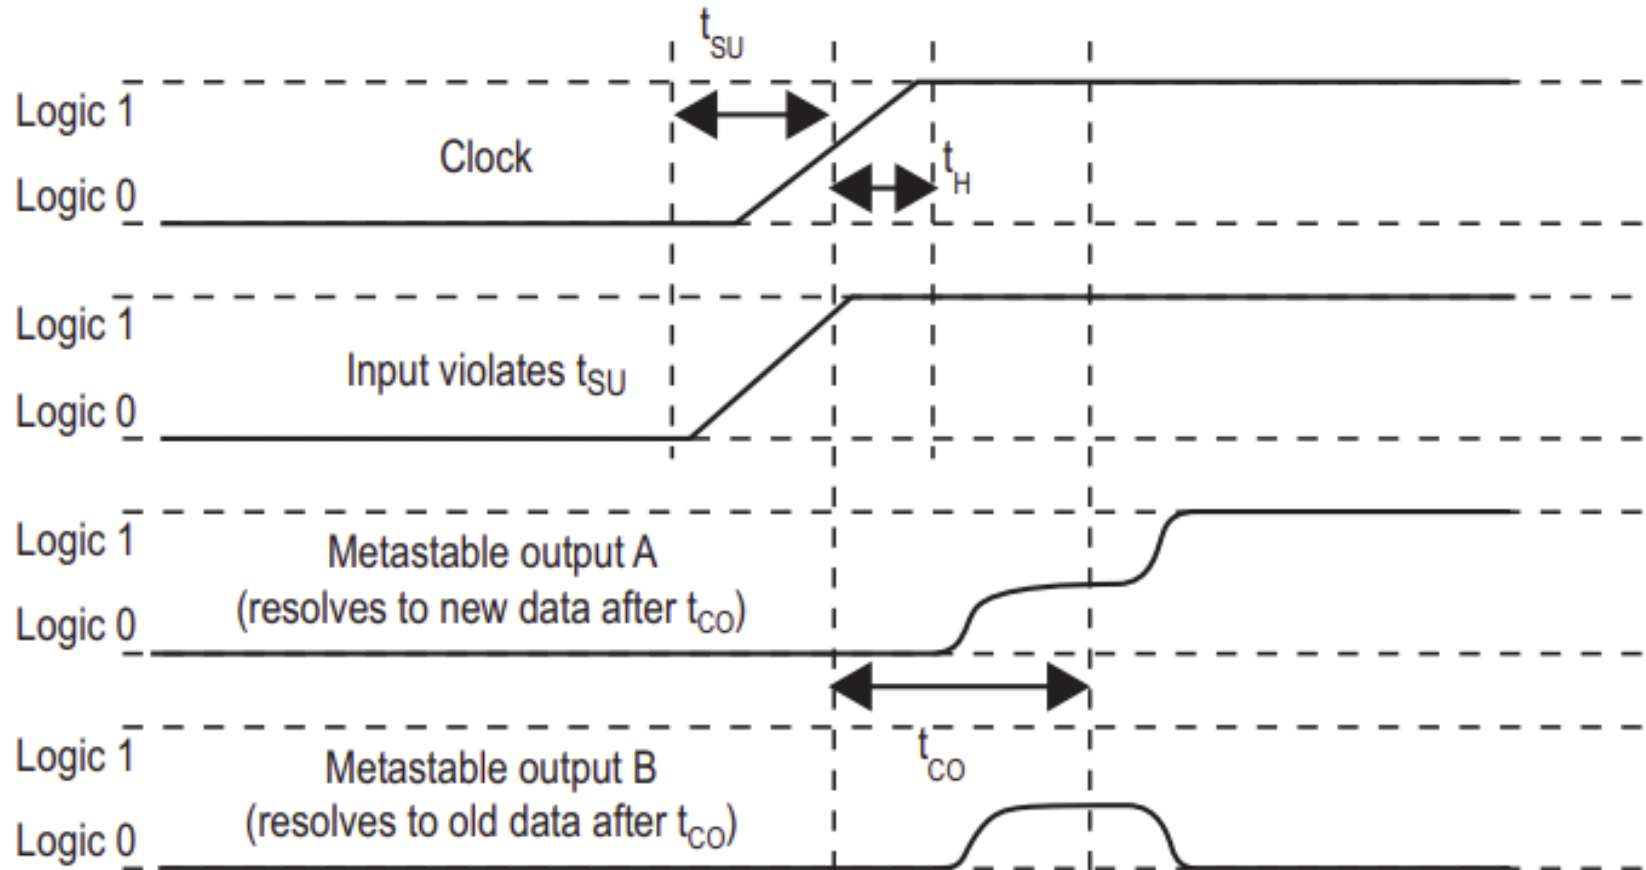 tSU
Logic 1
Clock
tH
Logic 0
Logic 1
Input violates tSU
Logic 0
Logic 1
Metastable output A
(resolves to new data after tCO)
Logic 0
tCO
Logic 1
Metastable output B
(resolves to old data after tCO)
Logic 0